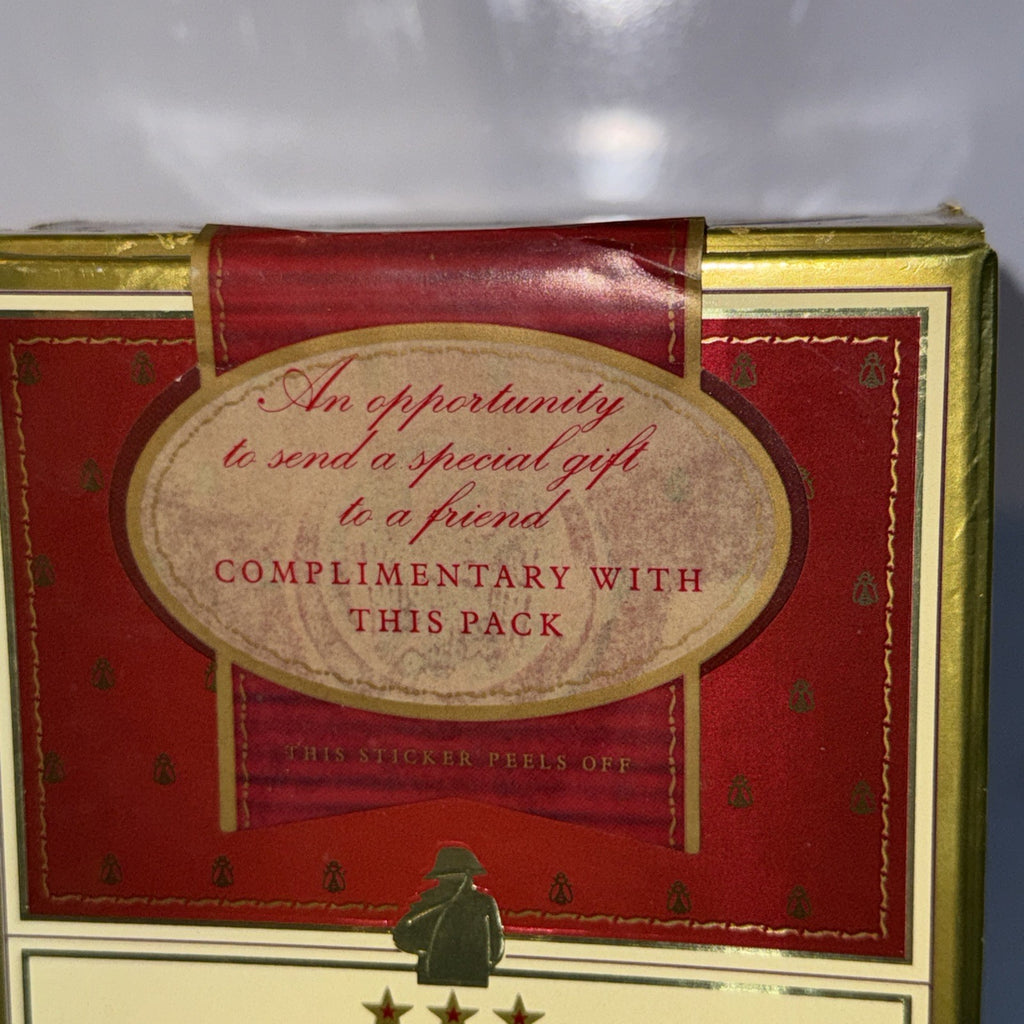 An opportunity
to send a special gift
to a friend
COMPLIMENTARY WITH
THIS PACK
THIS STICKER PEELS OFF